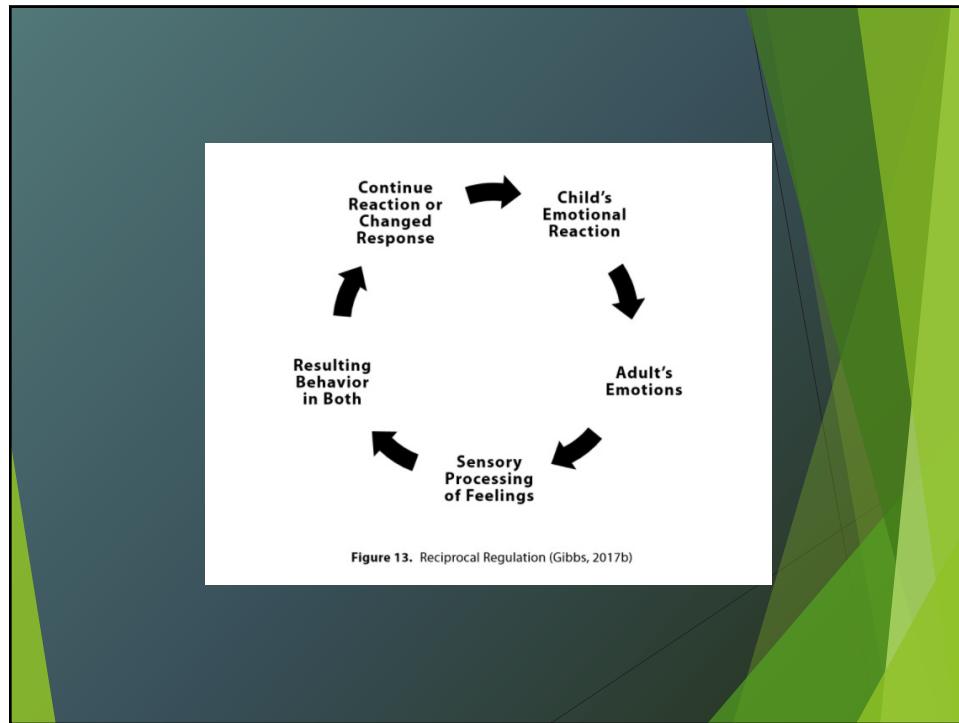 Continue
Reaction or
Changed
Response
Child's
Emotional
Reaction
Adult's
Emotions
Sensory
Processing
of Feelings
Resulting
Behavior
in Both
Figure 13. Reciprocal Regulation (Gibbs, 2017b)